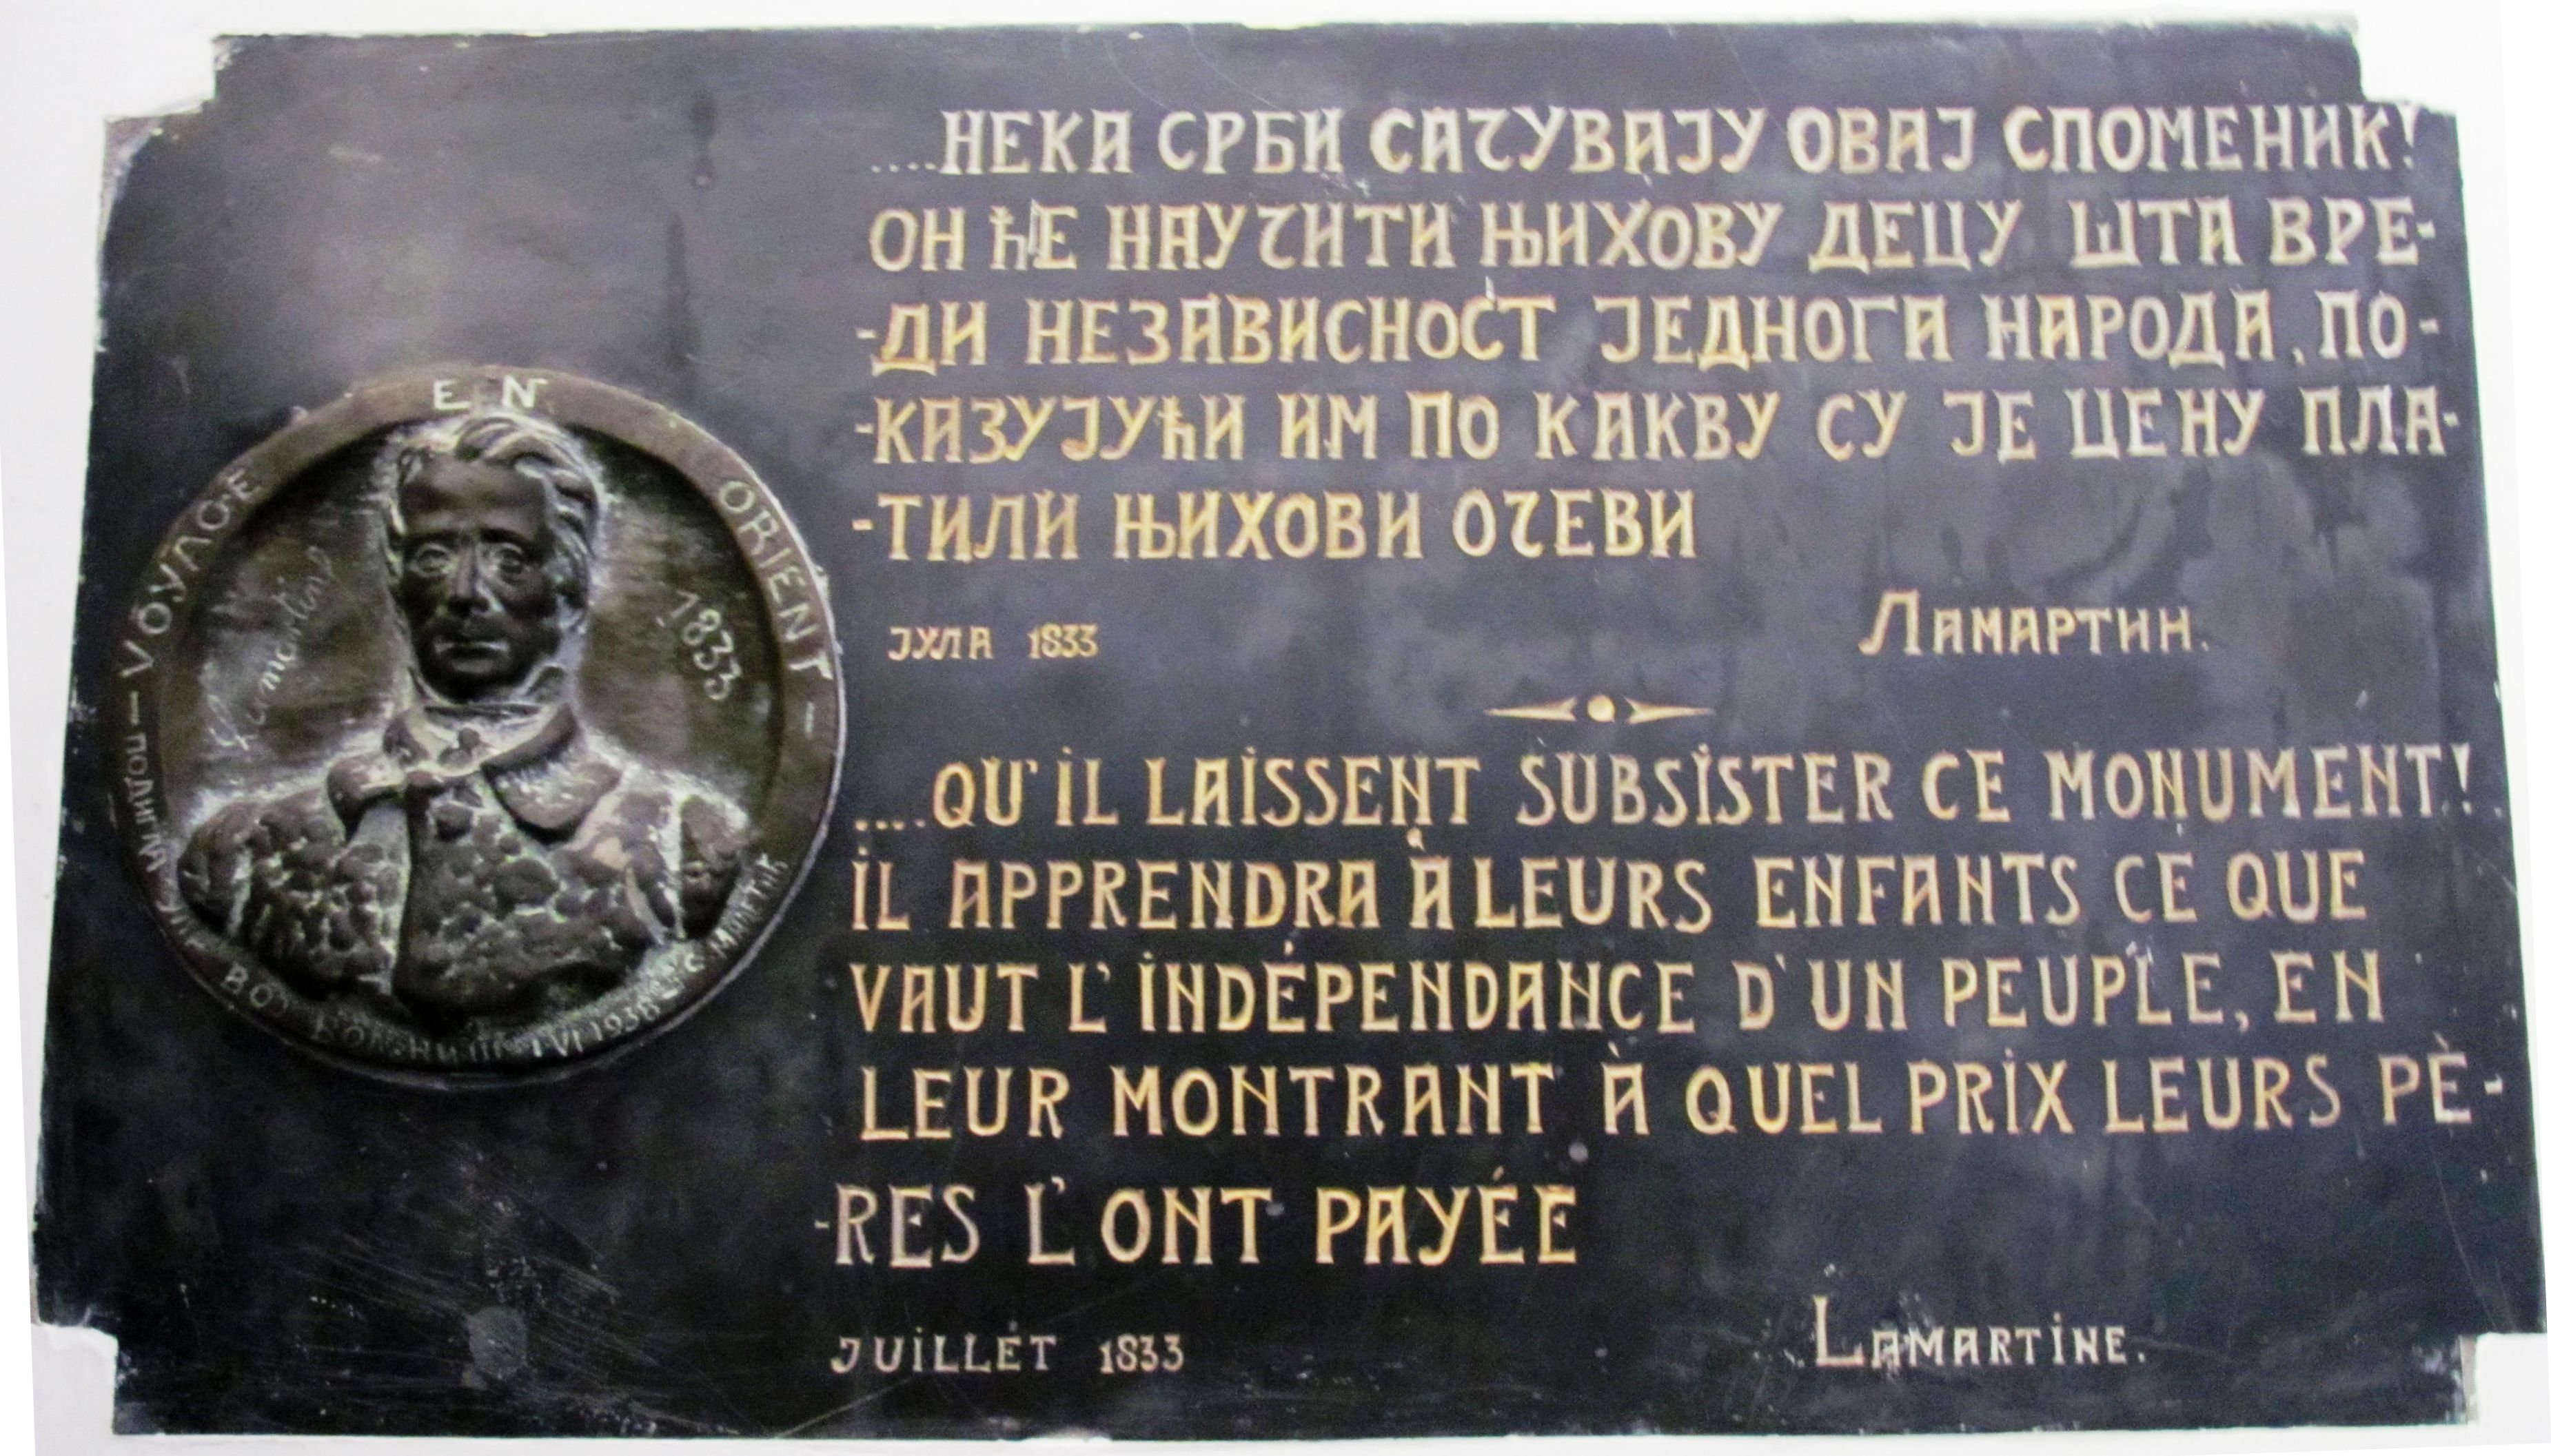 ....НЕКА СРБИ САЧУВАЈУ ОВАЈ СПОМЕНИК!
ОН ЋЕ НАУЧИТИ ЊИХОВУ ДЕЦУ ШТА ВРЕ-
-ДИ НЕЗАВИСНОСТ ЈЕДНОГА НАРОДА, ПО-
-КАЗУЈУЋИ ИМ ПО КАКВУ СУ ЈЕ ЦЕНУ ПЛА-
-ТИЛИ ЊИХОВИ ОЧЕВИ
ЈУЛА 1833 ЛАМАРТИН.
....QU'IL LAISSENT SUBSISTER CE MONUMENT!
IL APPRENDRA À LEURS ENFANTS CE QUE
VAUT L'INDÉPENDANCE D'UN PEUPLE, EN
LEUR MONTRANT À QUEL PRIX LEURS PÈ-
-RES L'ONT PAYÉE
JUILLET 1833 LAMARTINE.
VOYAGE EN ORIENT
Lamartine
1833